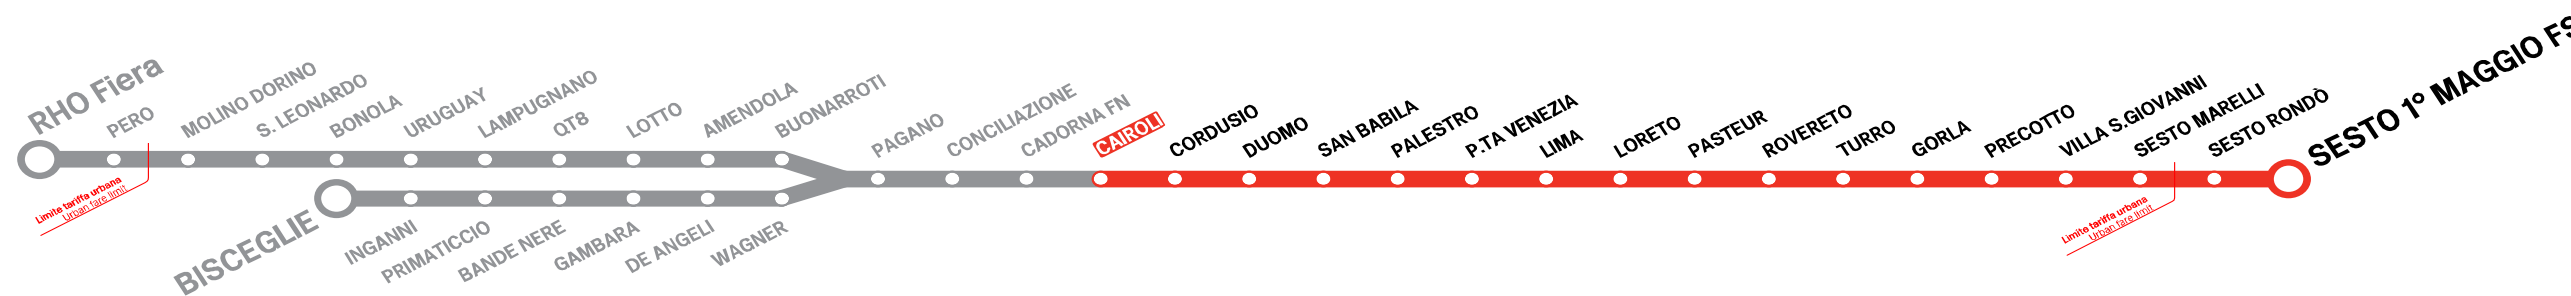 RHO Fiera
PERO
MOLINO DORINO
S. LEONARDO
BONOLA
URUGUAY
LAMPUGNANO
QT8
LOTTO
AMENDOLA
BUONARROTI
Limite tariffa urbana
Urban fare limit
BISCEGLIE
INGANNI
PRIMATICCIO
BANDE NERE
GAMBARA
DE ANGELI
WAGNER
PAGANO
CONCILIAZIONE
CADORNA FN
CAIROLI
CORDUSIO
DUOMO
SAN BABILA
PALESTRO
P.TA VENEZIA
LIMA
LORETO
PASTEUR
ROVERETO
TURRO
GORLA
PRECOTTO
VILLA S.GIOVANNI
SESTO MARELLI
SESTO RONDÒ
SESTO 1° MAGGIO FS
Limite tariffa urbana
Urban fare limit